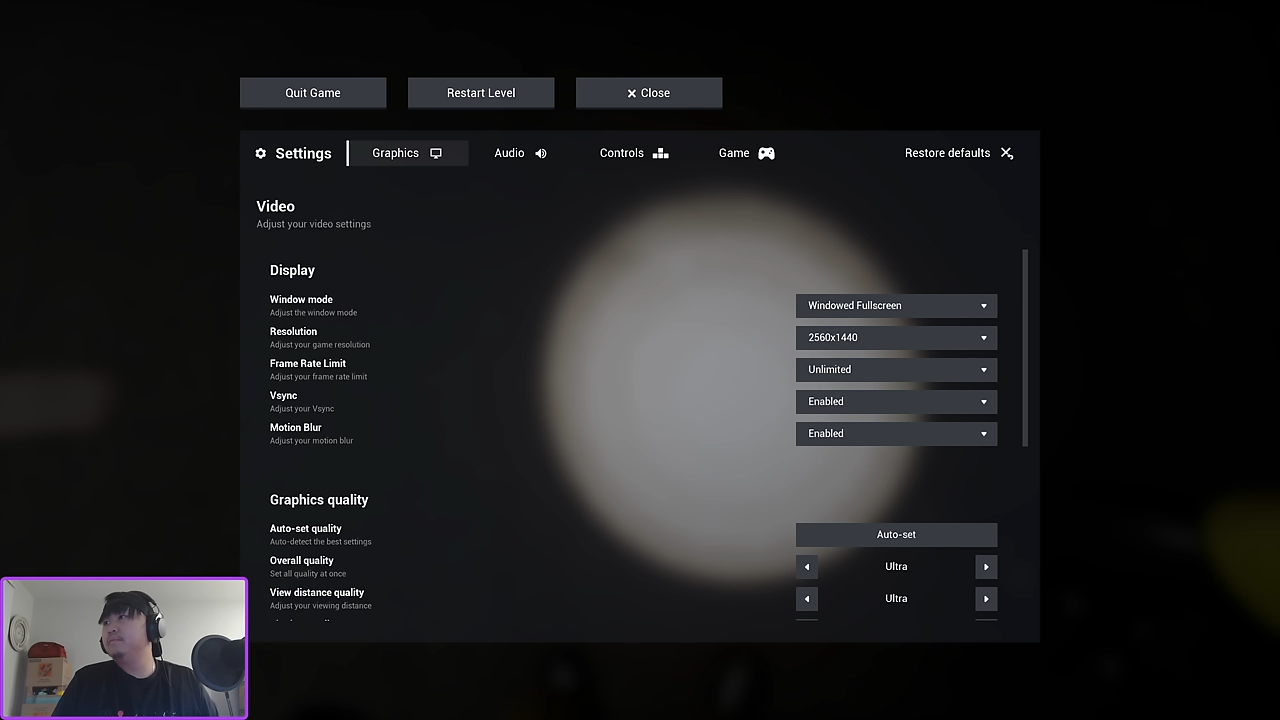 Quit Game
Restart Level
Close
Settings
Graphics
Audio
Controls
Game
Restore defaults
Video
Adjust your video settings
Display
Window mode
Adjust the window mode
Windowed Fullscreen
Resolution
Adjust your game resolution
2560x1440
Frame Rate Limit
Adjust your frame rate limit
Unlimited
Vsync
Adjust your Vsync
Enabled
Motion Blur
Adjust your motion blur
Enabled
Graphics quality
Auto-set quality
Auto-detect the best settings
Auto-set
Overall quality
Set all quality at once
Ultra
View distance quality
Adjust your viewing distance
Ultra